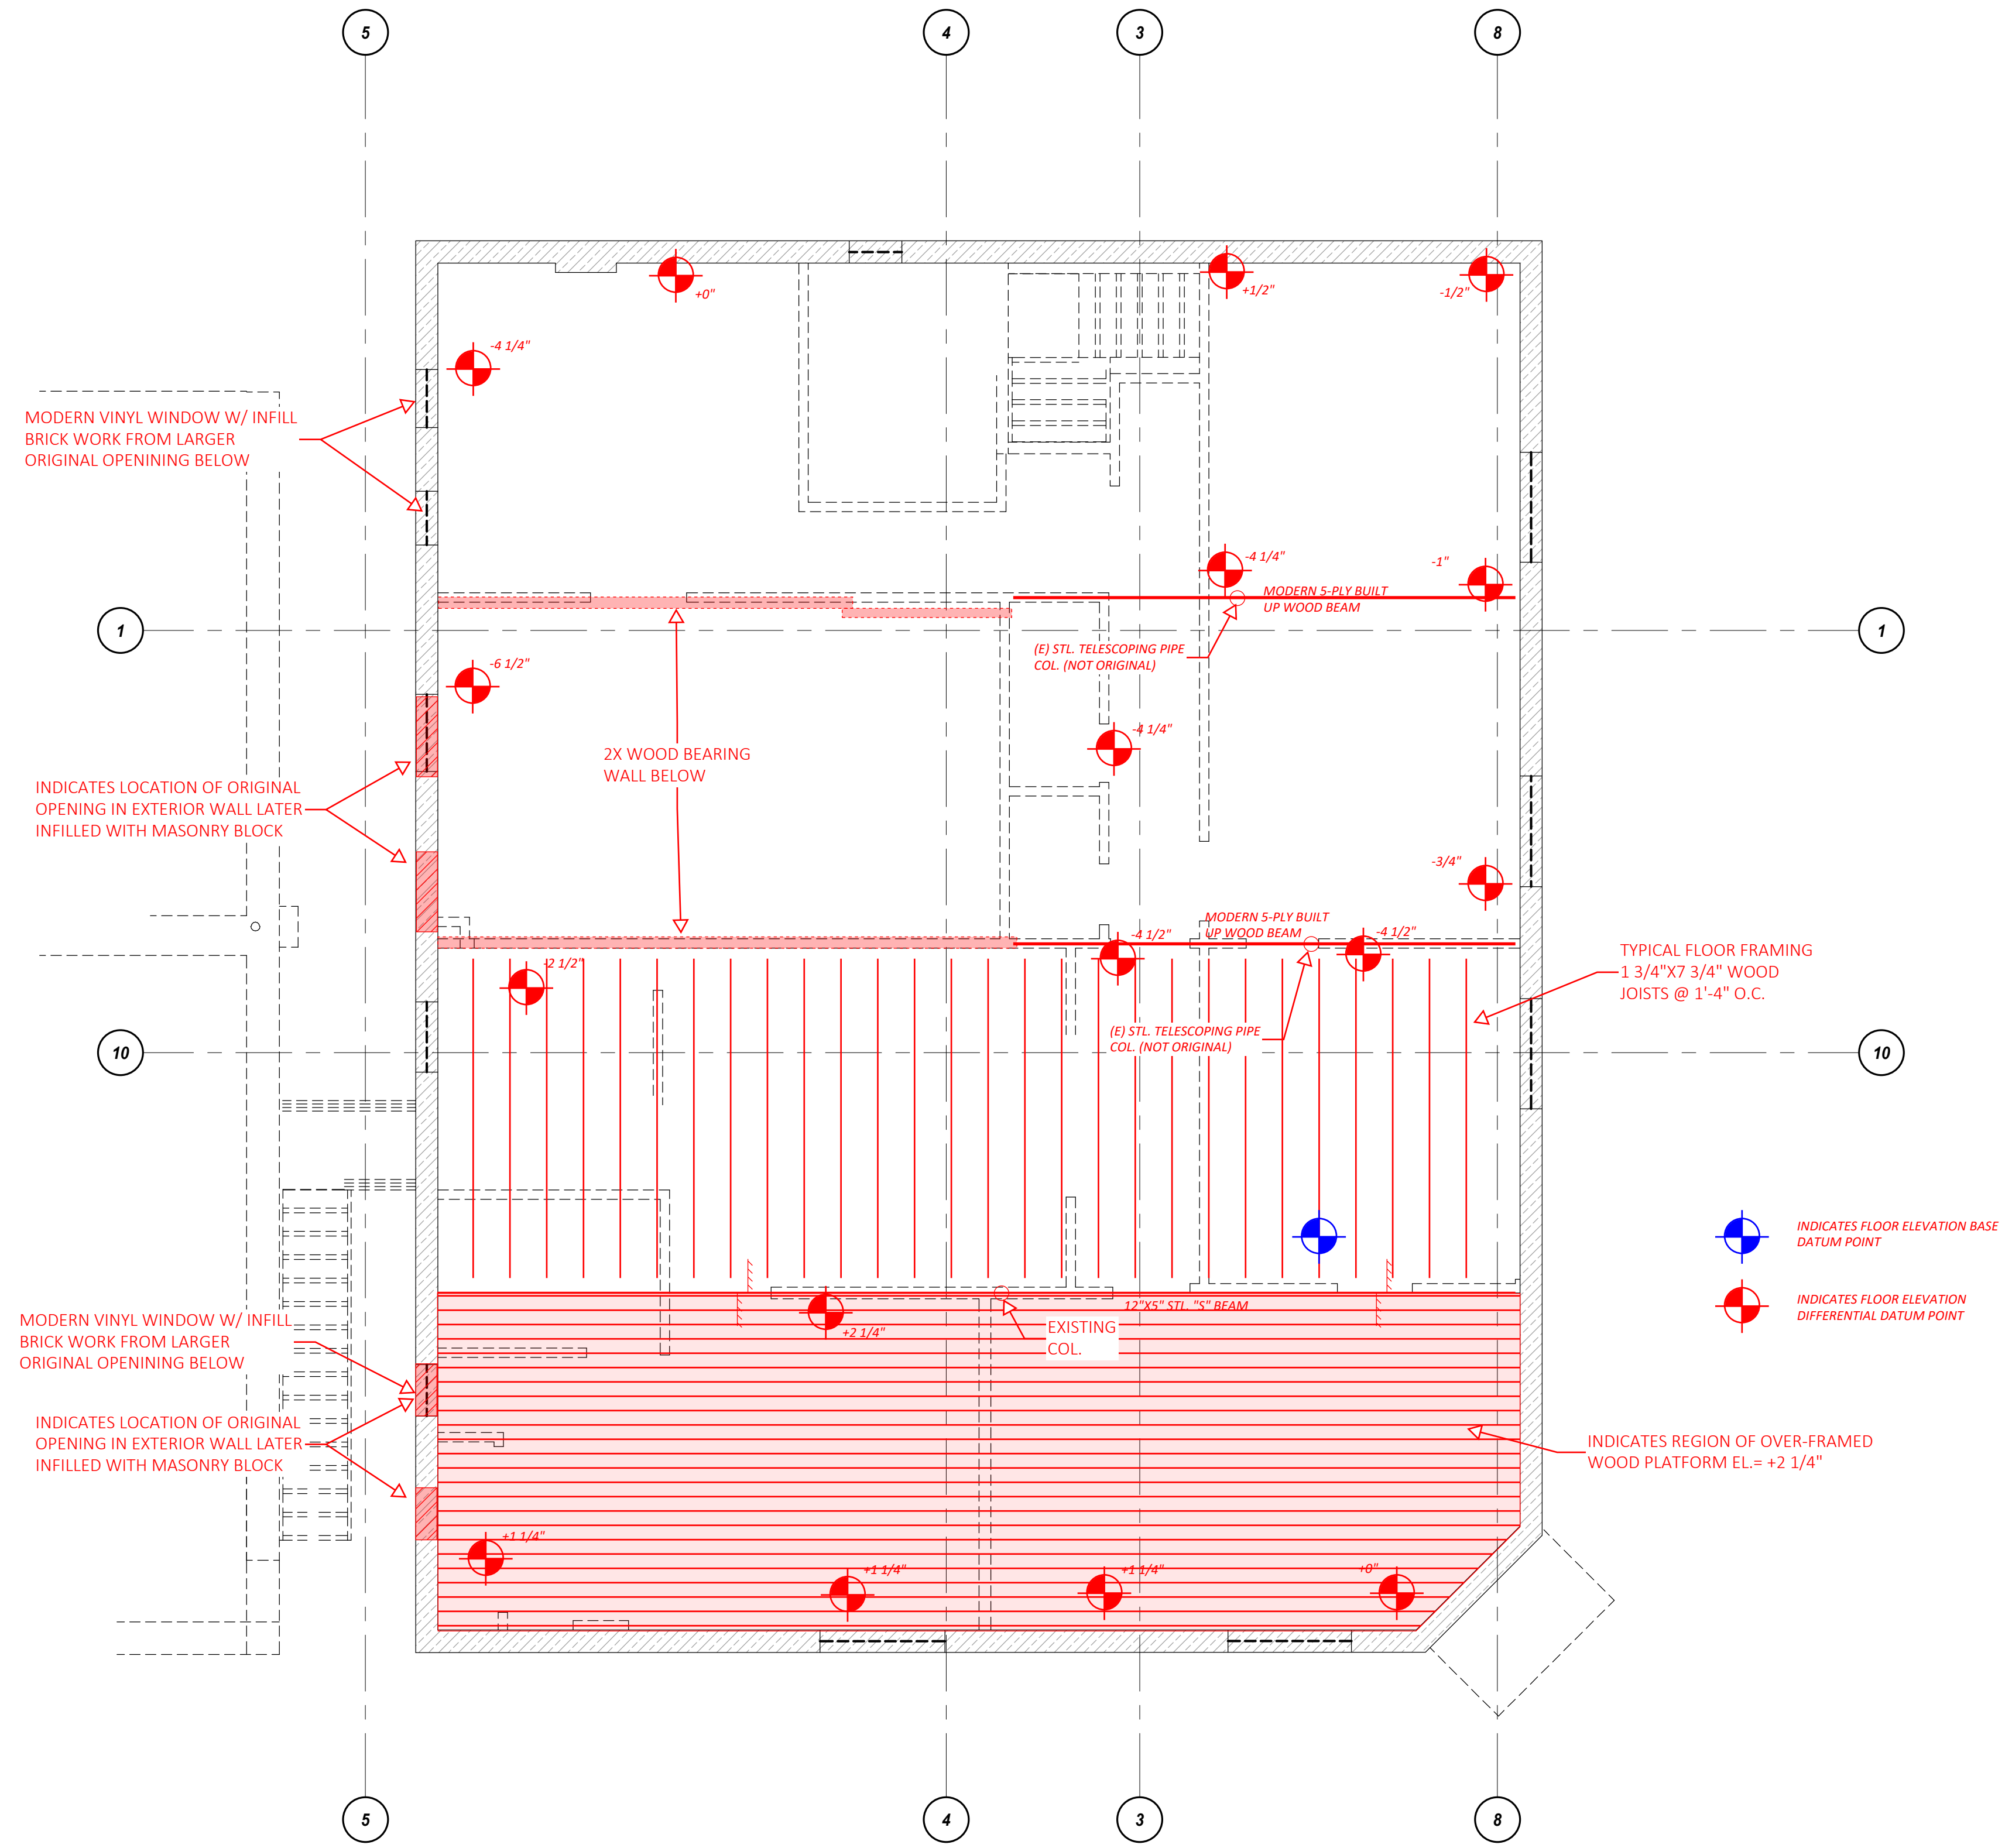 5
4
3
8
+0"
+1/2"
-1/2"
-4 1/4"
MODERN VINYL WINDOW W/ INFILL
BRICK WORK FROM LARGER
ORIGINAL OPENINING BELOW
-4 1/4"
-1"
MODERN 5-PLY BUILT
UP WOOD BEAM
1
1
(E) STL. TELESCOPING PIPE
COL. (NOT ORIGINAL)
-6 1/2"
-4 1/4"
2X WOOD BEARING
WALL BELOW
INDICATES LOCATION OF ORIGINAL
OPENING IN EXTERIOR WALL LATER
INFILLED WITH MASONRY BLOCK
-3/4"
MODERN 5-PLY BUILT
UP WOOD BEAM
-4 1/2"
-4 1/2"
-2 1/2"
TYPICAL FLOOR FRAMING
1 3/4"X7 3/4" WOOD
JOISTS @ 1'-4" O.C.
(E) STL. TELESCOPING PIPE
COL. (NOT ORIGINAL)
10
10
INDICATES FLOOR ELEVATION BASE
DATUM POINT
INDICATES FLOOR ELEVATION
DIFFERENTIAL DATUM POINT
12"X5" STL. "S" BEAM
+2 1/4"
EXISTING
COL.
MODERN VINYL WINDOW W/ INFILL
BRICK WORK FROM LARGER
ORIGINAL OPENINING BELOW
INDICATES LOCATION OF ORIGINAL
OPENING IN EXTERIOR WALL LATER
INFILLED WITH MASONRY BLOCK
INDICATES REGION OF OVER-FRAMED
WOOD PLATFORM EL.= +2 1/4"
+1 1/4"
+1 1/4"
+1 1/4"
+0"
5
4
3
8